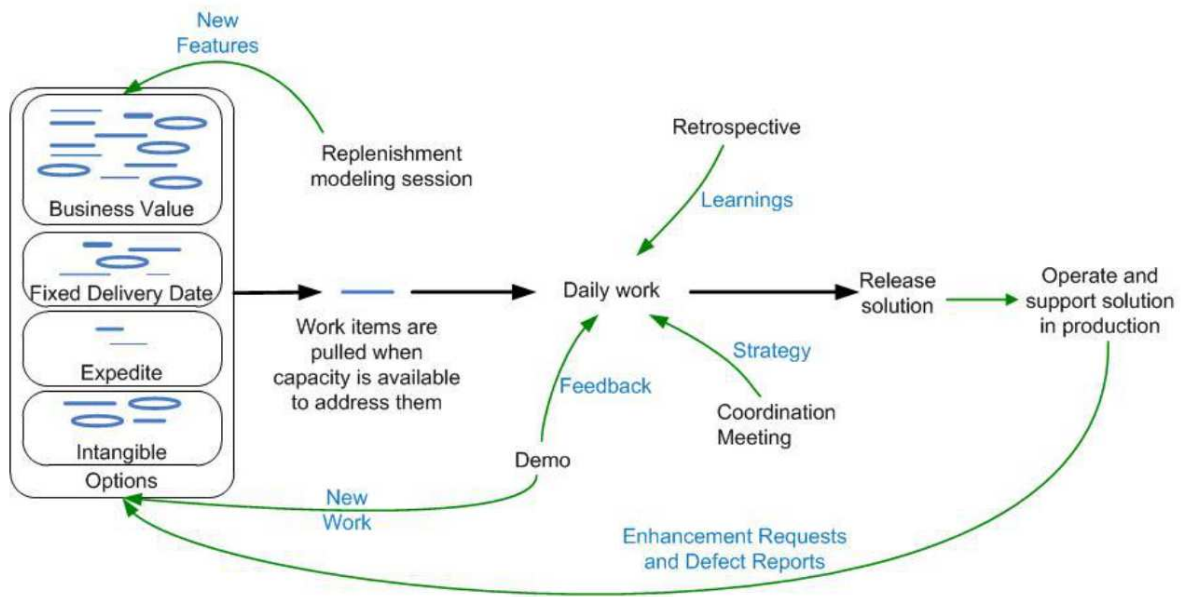 New
Features
Business Value
Replenishment
modeling session
Retrospective
Learnings
Fixed Delivery Date
Work items are
pulled when
capacity is available
to address them
Daily work
Release
solution
Operate and
support solution
in production
Expedite
Feedback
Strategy
Coordination
Meeting
Intangible
Options
Demo
New
Work
Enhancement Requests
and Defect Reports